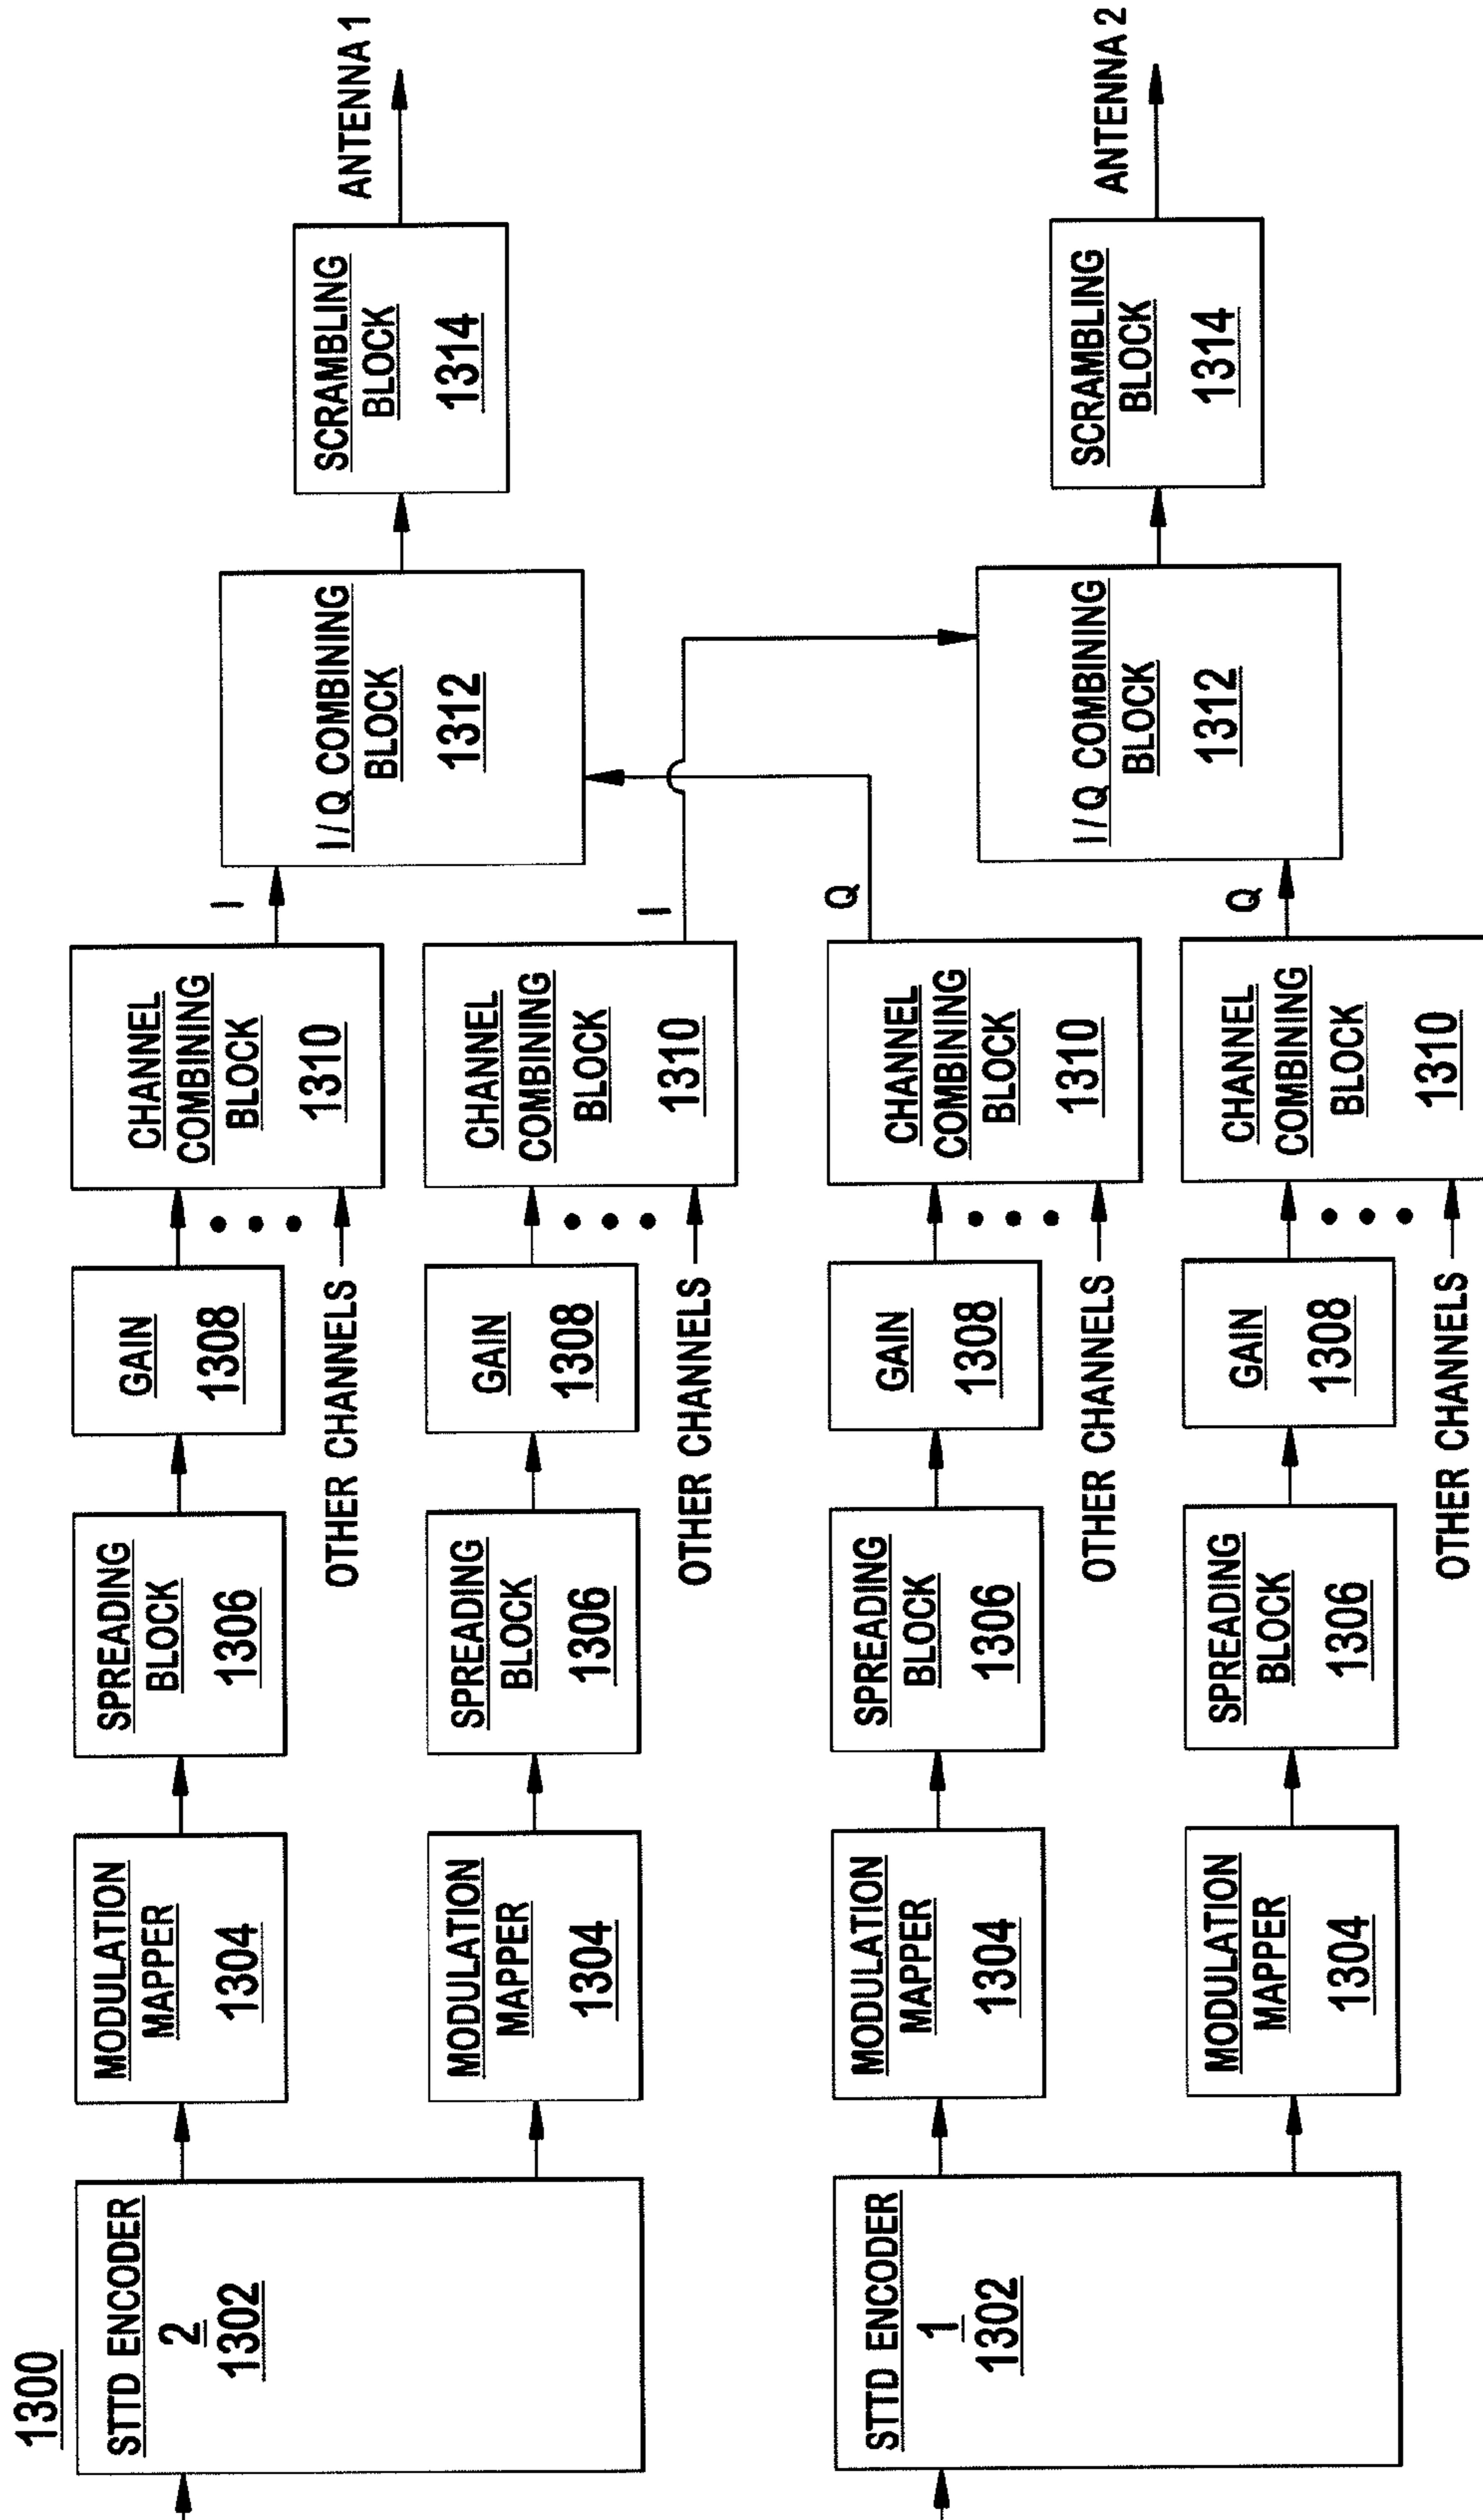 1300
STTD ENCODER
2
1302
MODULATION
MAPPER
1304
SPREADING
BLOCK
1306
GAIN
1308
OTHER CHANNELS
CHANNEL
COMBINING
BLOCK
1310
I
I/Q COMBINING
BLOCK
1312
SCRAMBLING
BLOCK
1314
ANTENNA 1
MODULATION
MAPPER
1304
SPREADING
BLOCK
1306
GAIN
1308
OTHER CHANNELS
CHANNEL
COMBINING
BLOCK
1310
I
STTD ENCODER
1
1302
MODULATION
MAPPER
1304
SPREADING
BLOCK
1306
GAIN
1308
OTHER CHANNELS
CHANNEL
COMBINING
BLOCK
1310
Q
I/Q COMBINING
BLOCK
1312
SCRAMBLING
BLOCK
1314
ANTENNA 2
MODULATION
MAPPER
1304
SPREADING
BLOCK
1306
GAIN
1308
OTHER CHANNELS
CHANNEL
COMBINING
BLOCK
1310
Q